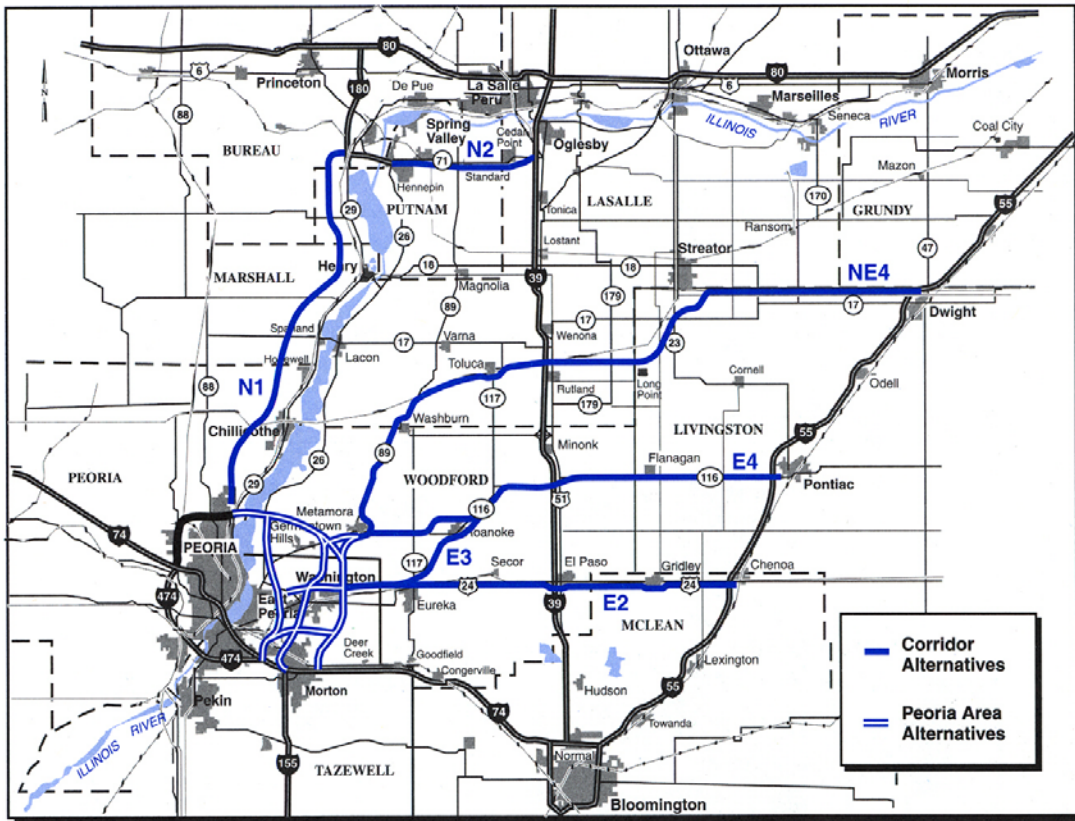 80
Ottawa
6
Princeton
180
De Pue
La Salle
Peru
6
80
Morris
Marseilles
Seneca
88
Spring
Valley
Cedar
Point
Oglesby
ILLINOIS
RIVER
Coal City
BUREAU
N2
71
Standard
Hennepin
Mazon
170
55
29
PUTNAM
26
Tonica
LASALLE
Ransom
GRUNDY
47
Lostant
Streator
MARSHALL
Henry
18
Magnolia
39
18
179
NE4
89
17
17
Dwight
Sparland
Lacon
17
Varna
Wenona
23
Hopewell
Toluca
Cornell
Odell
88
N1
117
Rutland
179
Long
Point
Washburn
Chillicothe
26
89
Minonk
LIVINGSTON
55
Flanagan
PEORIA
29
WOODFORD
116
E4
Pontiac
51
74
Metamora
116
Germantown
Hills
Roanoke
PEORIA
E3
117
Secor
El Paso
Gridley
Chenoa
Washington
24
24
474
East
Peoria
Eureka
39
E2
MCLEAN
Deer
Creek
Goodfield
Lexington
474
Congerville
Morton
Hudson
55
Pekin
74
Towanda
ILLINOIS
RIVER
155
TAZEWELL
Normal
Bloomington
Corridor
Alternatives
Peoria Area
Alternatives
N